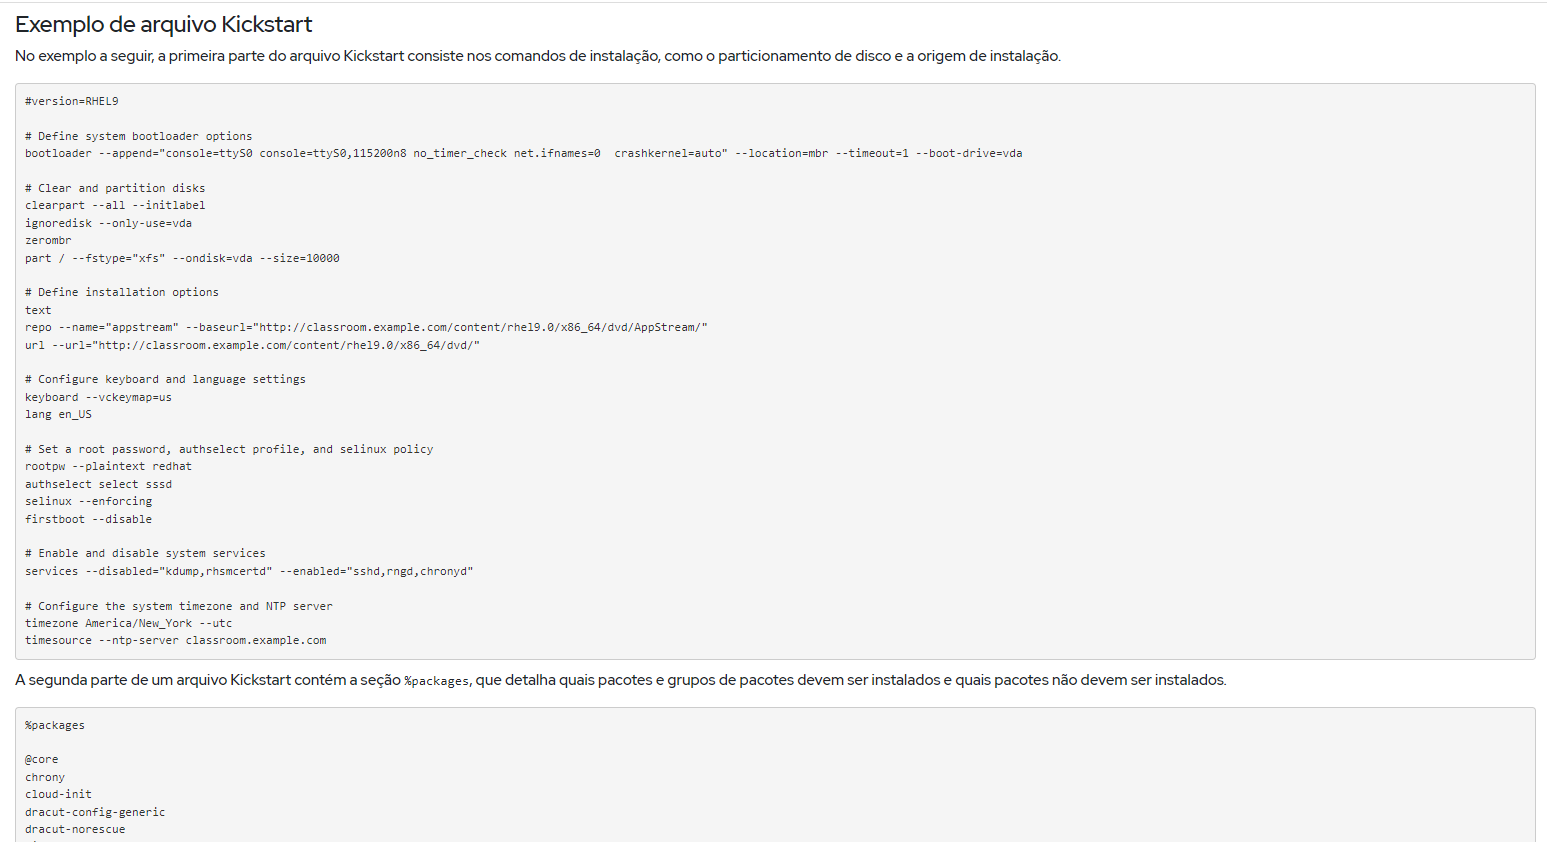 Exemplo de arquivo Kickstart
No exemplo a seguir, a primeira parte do arquivo Kickstart consiste nos comandos de instalação, como o particionamento de disco e a origem de instalação.
#version=RHEL9
# Define system bootloader options
bootloader --append="console=ttyS0 console=ttyS0,115200n8 no_timer_check net.ifnames=0  crashkernel=auto" --location=mbr --timeout=1 --boot-drive=vda
# Clear and partition disks
clearpart --all --initlabel
ignoredisk --only-use=vda
zerombr
part / --fstype="xfs" --ondisk=vda --size=10000
# Define installation options
text
repo --name="appstream" --baseurl="http://classroom.example.com/content/rhel9.0/x86_64/dvd/AppStream/"
url --url="http://classroom.example.com/content/rhel9.0/x86_64/dvd/"
# Configure keyboard and language settings
keyboard --vckeymap=us
lang en_US
# Set a root password, authselect profile, and selinux policy
rootpw --plaintext redhat
authselect select sssd
selinux --enforcing
firstboot --disable
# Enable and disable system services
services --disabled="kdump,rhsmcertd" --enabled="sshd,rngd,chronyd"
# Configure the system timezone and NTP server
timezone America/New_York --utc
timesource --ntp-server classroom.example.com
A segunda parte de um arquivo Kickstart contém a seção %packages, que detalha quais pacotes e grupos de pacotes devem ser instalados e quais pacotes não devem ser instalados.
%packages
@core
chrony
cloud-init
dracut-config-generic
dracut-norescue